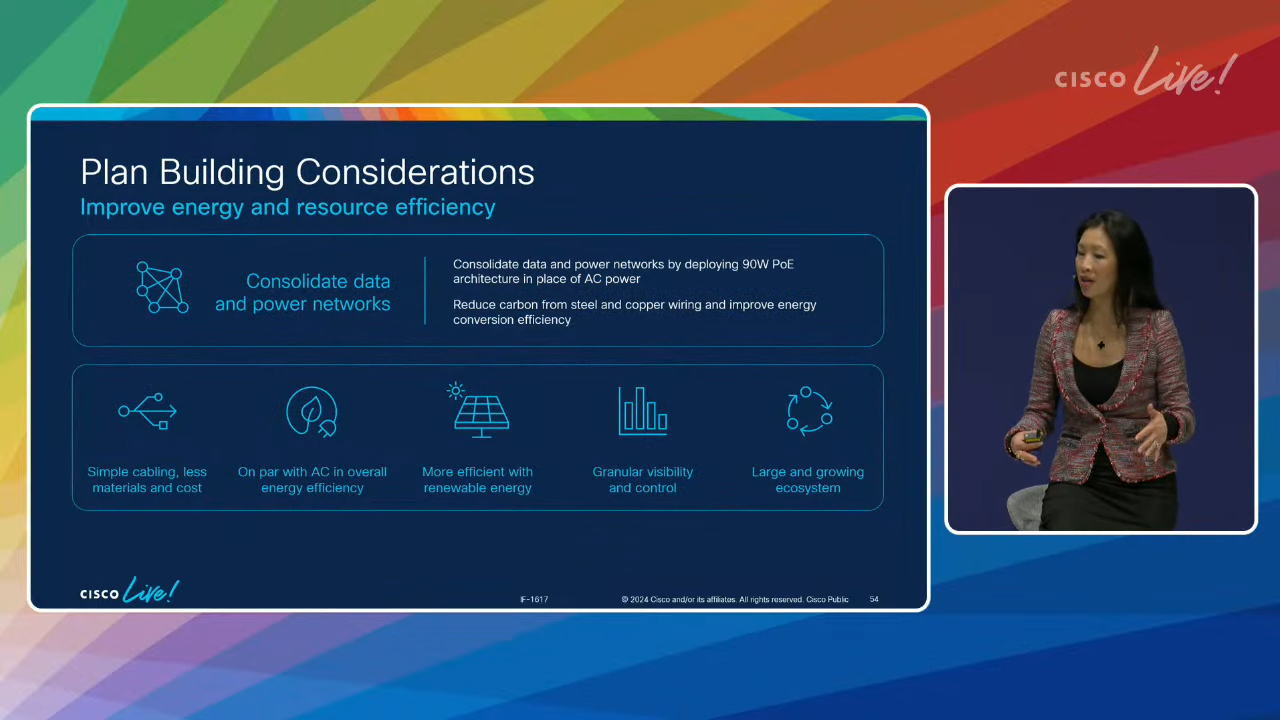 CISCO Live!
Plan Building Considerations
Improve energy and resource efficiency
Consolidate data
and power networks
Consolidate data and power networks by deploying 90W PoE
architecture in place of AC power
Reduce carbon from steel and copper wiring and improve energy
conversion efficiency
Simple cabling, less
materials and cost
On par with AC in overall
energy efficiency
More efficient with
renewable energy
Granular visibility
and control
Large and growing
ecosystem
CISCO Live!
IF-1617
© 2024 Cisco and/or its affiliates. All rights reserved. Cisco Public
54